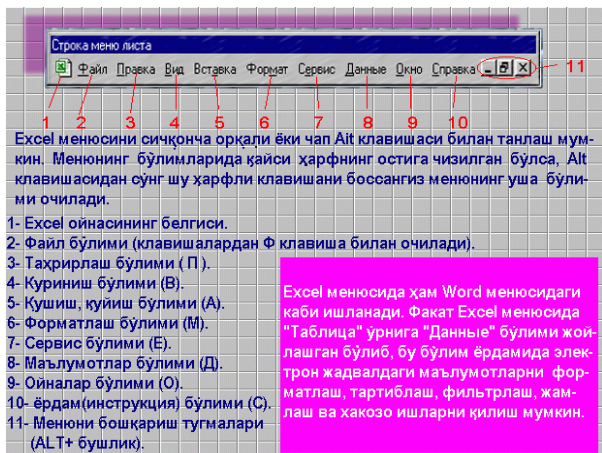 Строка меню листа
Файл Правка Вид Вставка Формат Сервис Данные Окно Справка 11
1 2 3 4 5 6 7 8 9 10
Excel менюсини сичқонча орқали ёки чап Ait клавишаси билан танлаш мум-
кин. Менюнинг бўлимларида қайси ҳарфнинг остига чизилган бўлса, Alt
клавишасидан сўнг шу ҳарфли клавишани боссангиз менюнинг уша бўли-
ми очилади.
1- Excel ойнасининг белгиси.
2- Файл бўлими (клавишалардан Ф клавиша билан очилади).
3- Таҳрирлаш бўлими ( П ).
4- Куриниш бўлими (В).
5- Қушиш, қуйиш бўлими (А).
6- Форматлаш бўлими (М).
7- Сервис бўлими (Е).
8- Маълумотлар бўлими (Д).
9- Ойналар бўлими (О).
10- ёрдам(инструкция) бўлими (С).
11- Менюни бошқариш тугмалари
(ALT+ бушлик).
Excel менюсида ҳам Word менюсидаги
каби ишланади. Факат Excel менюсида
"Таблица" ўрнига "Данные" бўлими жой-
лашган бўлиб, бу бўлим ёрдамида элек-
трон жадвалдаги маълумотларни фор-
матлаш, тартиблаш, фильтрлаш, жам-
лаш ва хакозо ишларни қилиш мумкин.